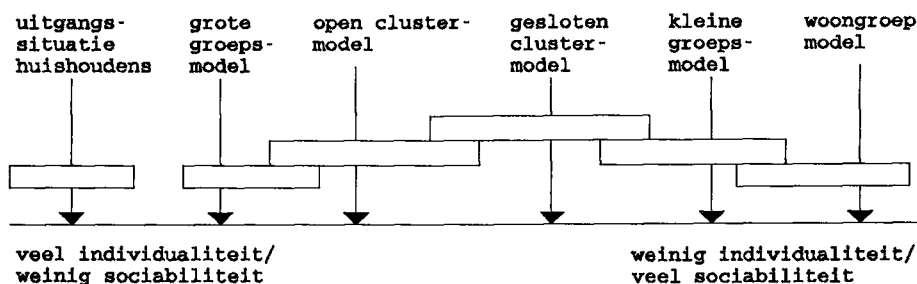 uitgangs-
situatie
huishoudens
grote
groeps-
model
open cluster-
model
gesloten
cluster-
model
kleine
groeps-
model
woongroep
model
veel individualiteit/
weinig sociabiliteit
weinig individualiteit/
veel sociabiliteit